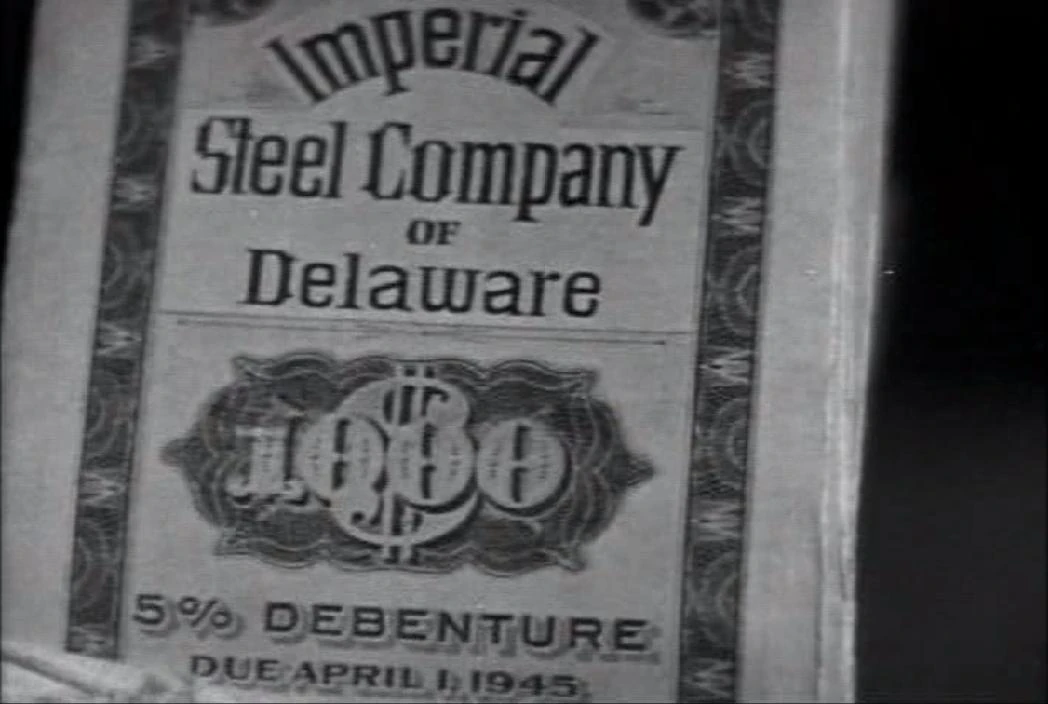 Imperial
Steel Company
OF
Delaware
$1000
5% DEBENTURE
DUE APRIL 1, 1945